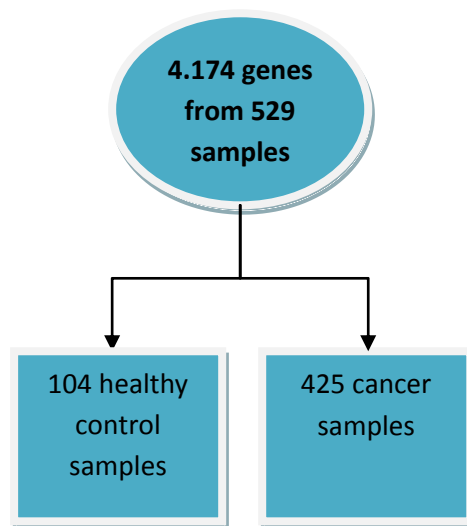 4.174 genes
from 529
samples
104 healthy
control
samples
425 cancer
samples